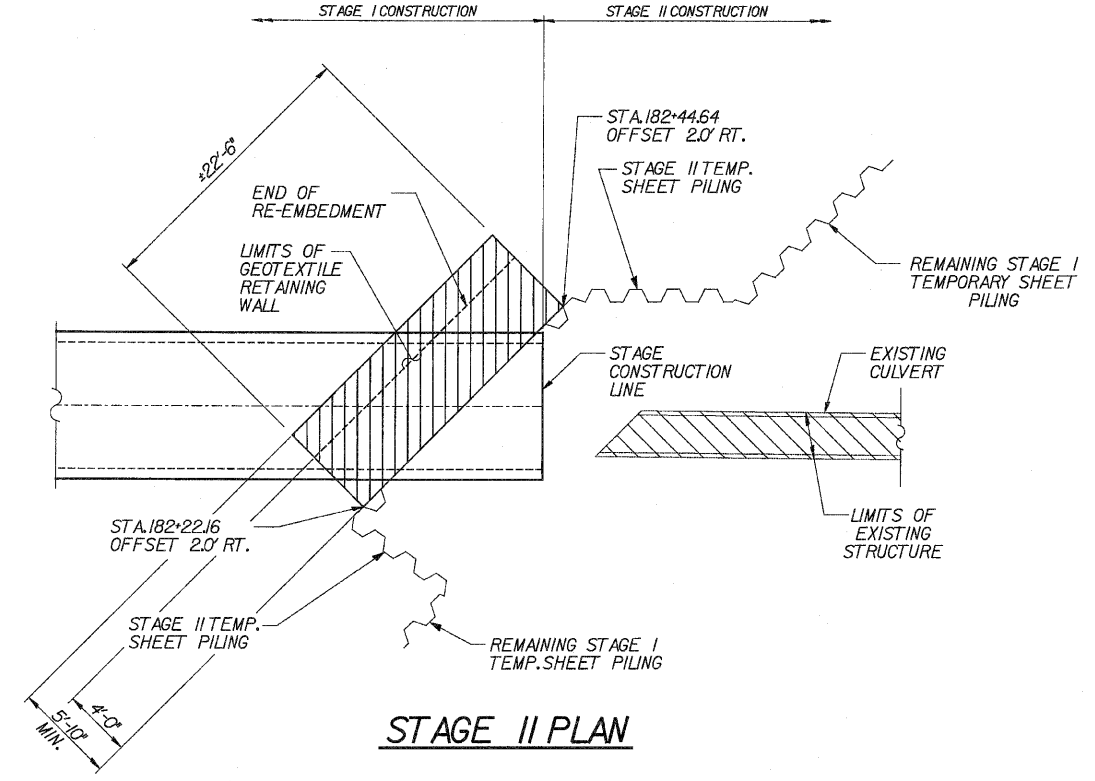 STAGE I CONSTRUCTION
STAGE II CONSTRUCTION
±22'-6"
STA.182+44.64
OFFSET 2.0' RT.
STAGE II TEMP.
SHEET PILING
END OF
RE-EMBEDMENT
LIMITS OF
GEOTEXTILE
RETAINING
WALL
REMAINING STAGE I
TEMPORARY SHEET
PILING
STAGE
CONSTRUCTION
LINE
EXISTING
CULVERT
STA.182+22.16
OFFSET 2.0' RT.
LIMITS OF
EXISTING
STRUCTURE
STAGE II TEMP.
SHEET PILING
REMAINING STAGE I
TEMP.SHEET PILING
4'-0"
5'-10"
MIN.
STAGE II PLAN